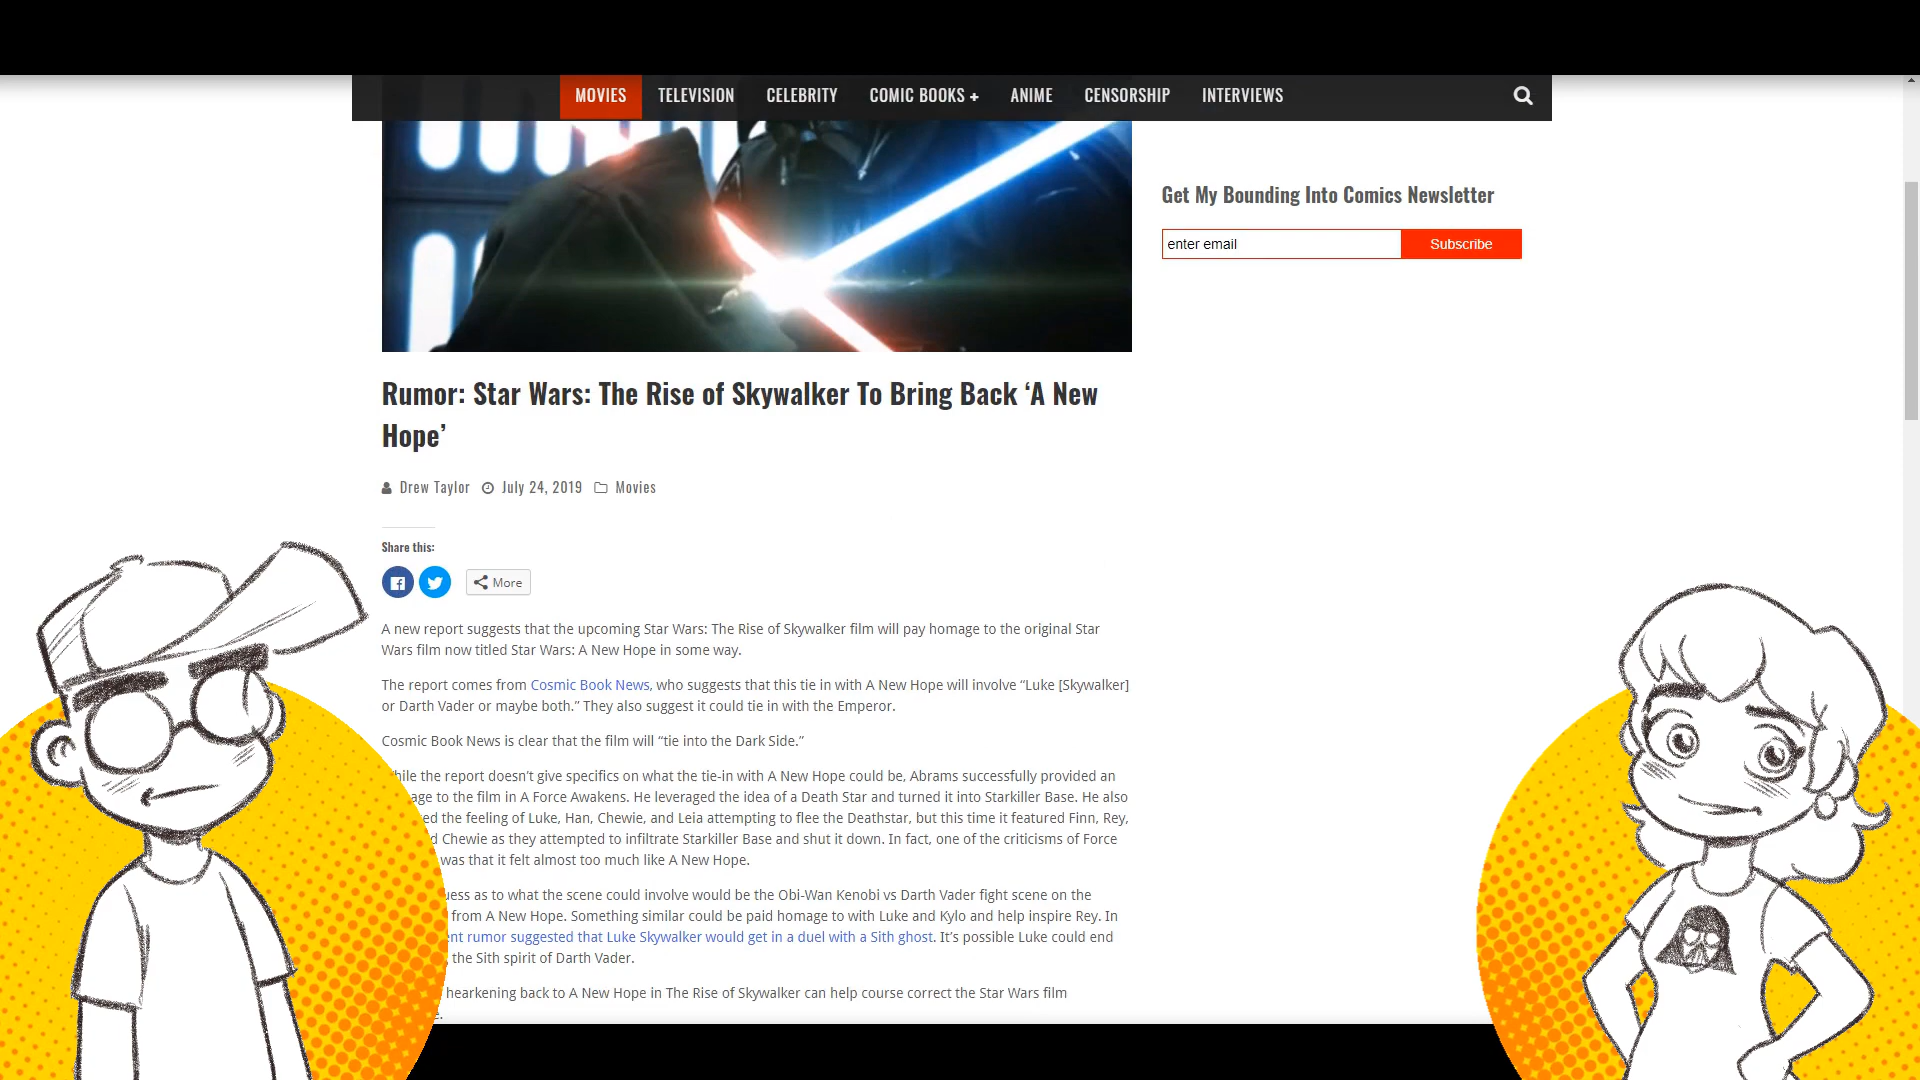 MOVIES TELEVISION CELEBRITY COMIC BOOKS + ANIME CENSORSHIP INTERVIEWS
Get My Bounding Into Comics Newsletter
enter email Subscribe
Rumor: Star Wars: The Rise of Skywalker To Bring Back ‘A New
Hope’
Drew Taylor July 24, 2019 Movies
Share this:
More
A new report suggests that the upcoming Star Wars: The Rise of Skywalker film will pay homage to the original Star
Wars film now titled Star Wars: A New Hope in some way.
The report comes from Cosmic Book News, who suggests that this tie in with A New Hope will involve “Luke [Skywalker]
or Darth Vader or maybe both.” They also suggest it could tie in with the Emperor.
Cosmic Book News is clear that the film will “tie into the Dark Side.”
the report doesn’t give specifics on what the tie-in with A New Hope could be, Abrams successfully provided an
to the film in A Force Awakens. He leveraged the idea of a Death Star and turned it into Starkiller Base. He also
the feeling of Luke, Han, Chewie, and Leia attempting to flee the Deathstar, but this time it featured Finn, Rey,
Chewie as they attempted to infiltrate Starkiller Base and shut it down. In fact, one of the criticisms of Force
was that it felt almost too much like A New Hope.
as to what the scene could involve would be the Obi-Wan Kenobi vs Darth Vader fight scene on the
from A New Hope. Something similar could be paid homage to with Luke and Kylo and help inspire Rey. In
rumor suggested that Luke Skywalker would get in a duel with a Sith ghost. It’s possible Luke could end
the Sith spirit of Darth Vader.
hearkening back to A New Hope in The Rise of Skywalker can help course correct the Star Wars film